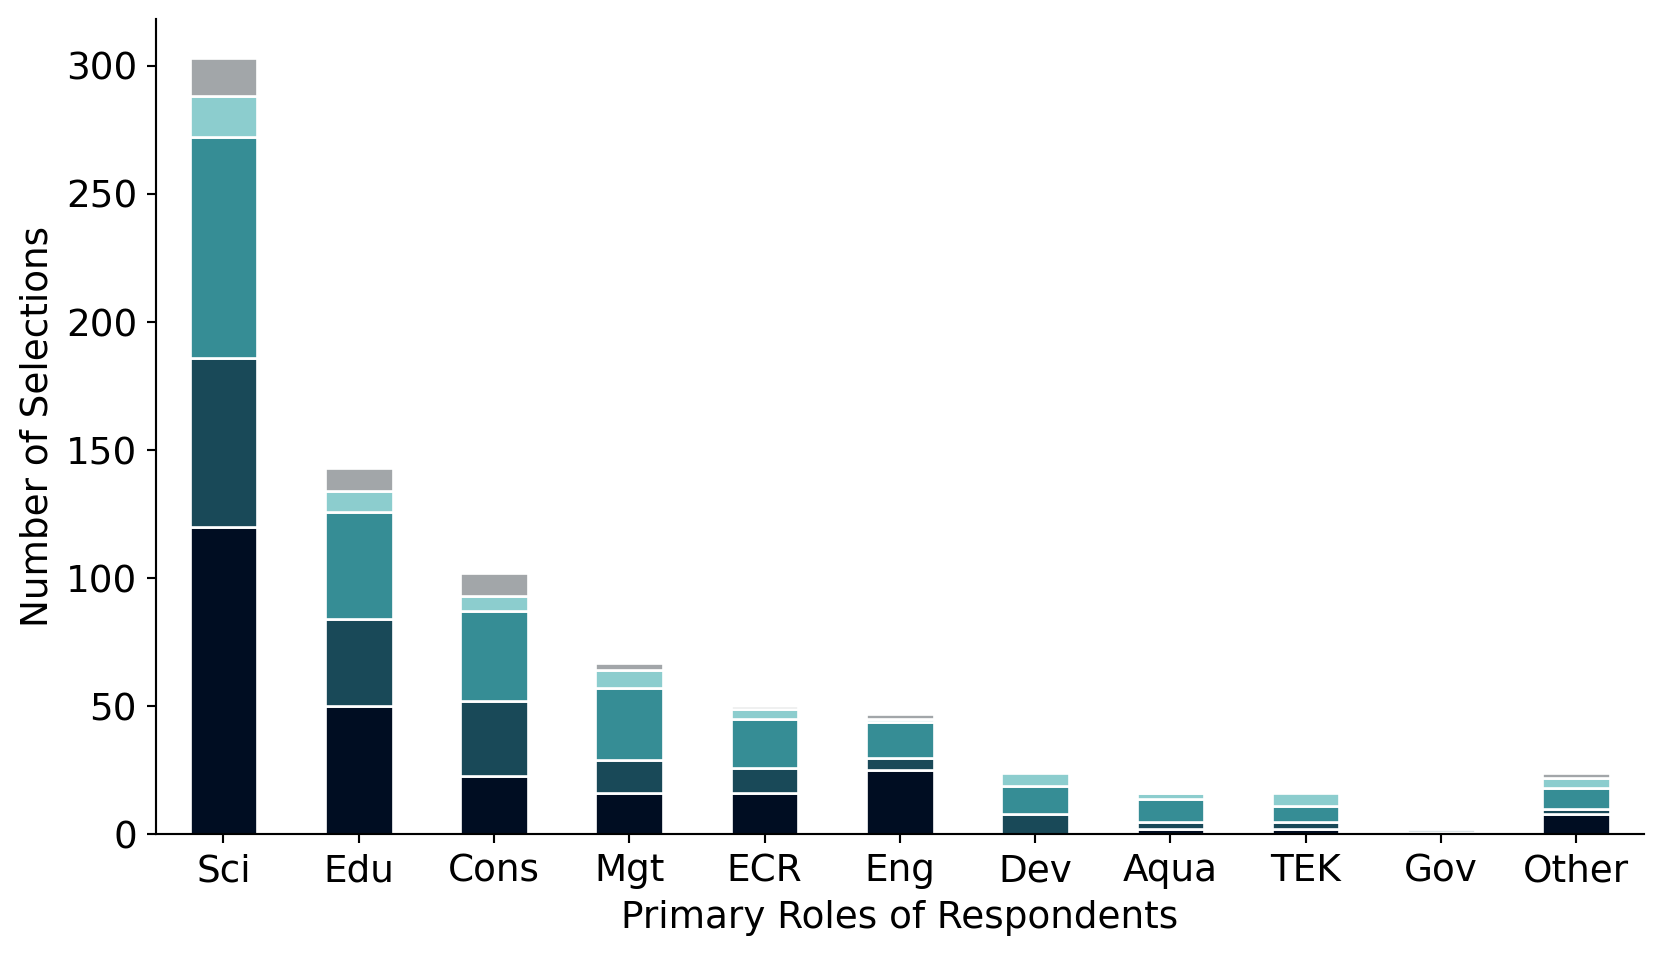 300
250
200
150
100
50
0
Number of Selections
Sci Edu Cons Mgt ECR Eng Dev Aqua TEK Gov Other
Primary Roles of Respondents